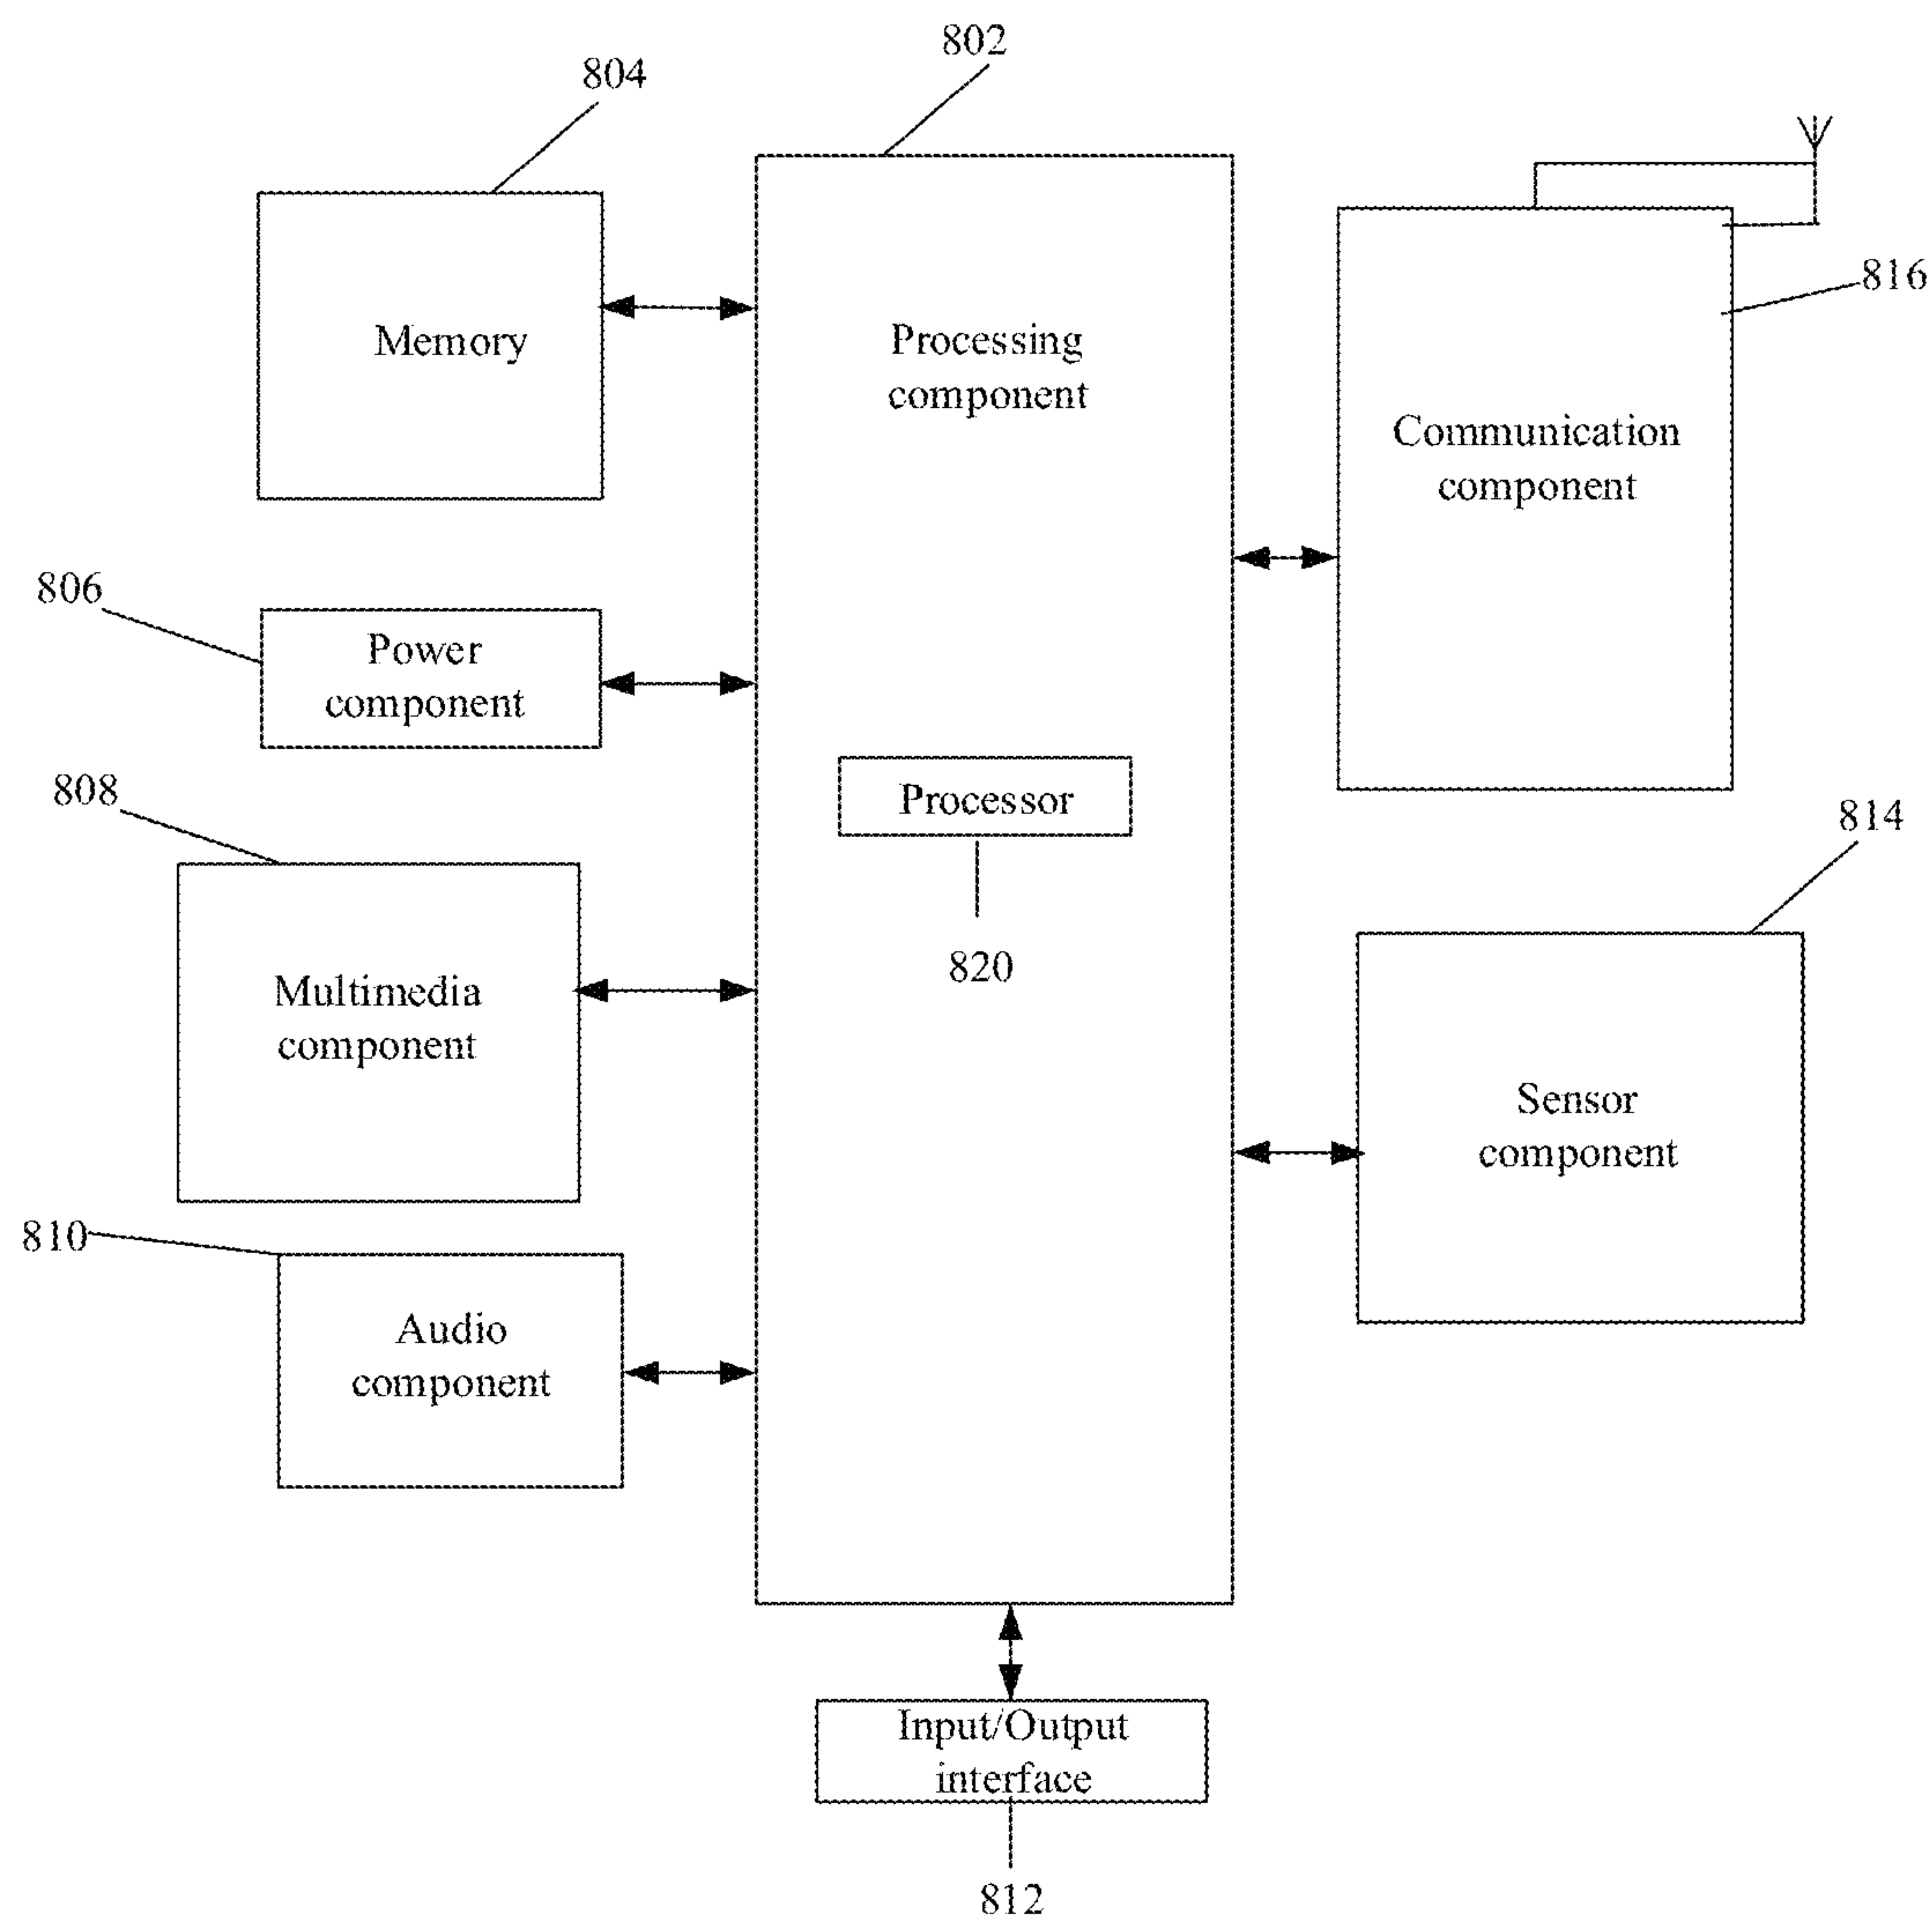 802
804
Memory
Processing
component
816
Communication
component
806
Power
component
808
Processor
814
820
Multimedia
component
Sensor
component
810
Audio
component
Input/Output
interface
812